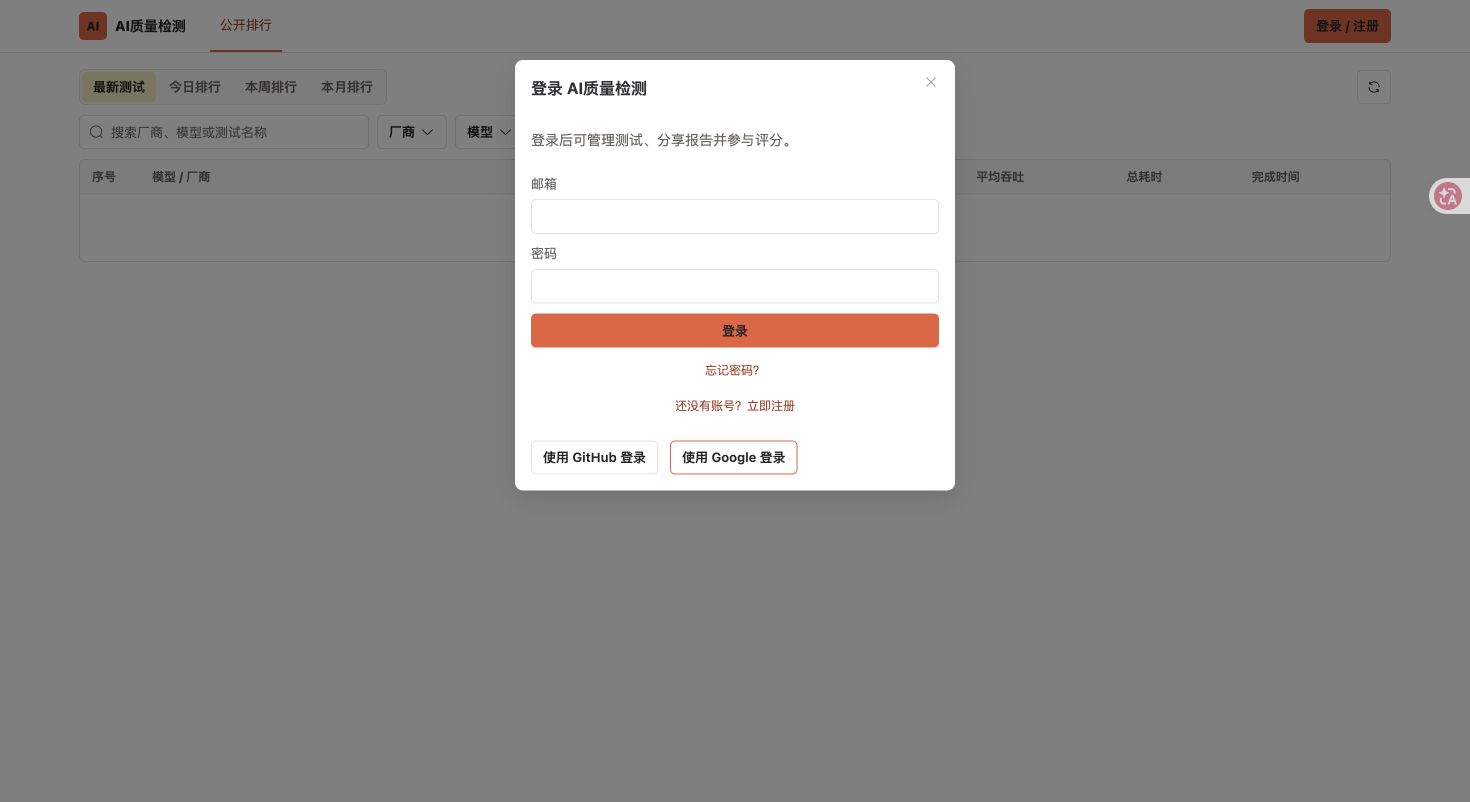 AI AI质量检测 公开排行 登录 / 注册
最新测试 今日排行 本周排行 本月排行
搜索厂商、模型或测试名称 厂商 模型
序号 模型 / 厂商 平均吞吐 总耗时 完成时间
登录 AI质量检测
登录后可管理测试、分享报告并参与评分。
邮箱
密码
登录
忘记密码?
还没有账号? 立即注册
使用 GitHub 登录 使用 Google 登录